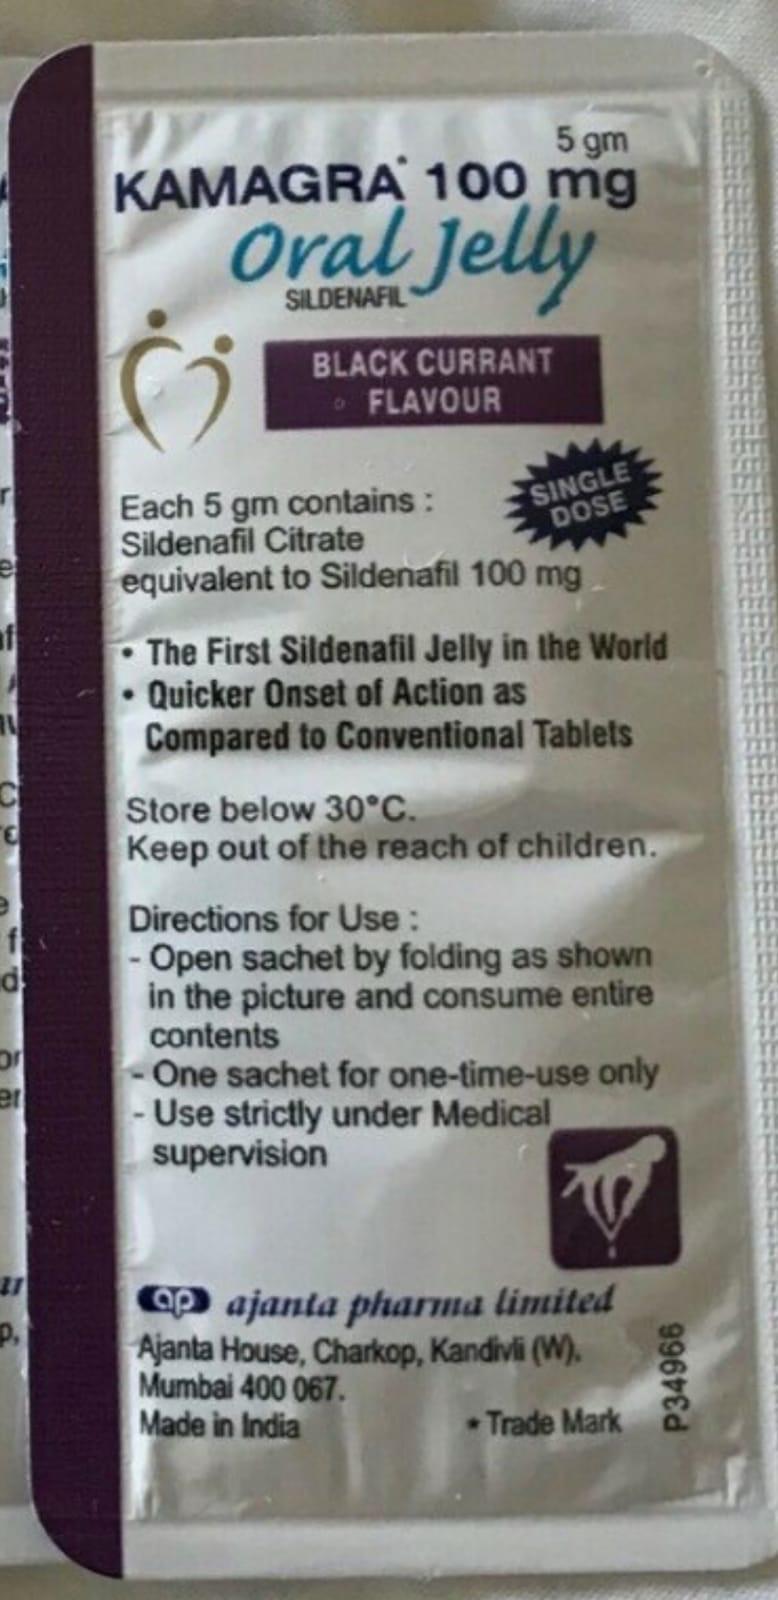 5 gm
KAMAGRA* 100 mg
Oral Jelly
SILDENAFIL
BLACK CURRANT
FLAVOUR
SINGLE
DOSE
Each 5 gm contains :
Sildenafil Citrate
equivalent to Sildenafil 100 mg
• The First Sildenafil Jelly in the World
• Quicker Onset of Action as
Compared to Conventional Tablets
Store below 30°C.
Keep out of the reach of children.
Directions for Use :
- Open sachet by folding as shown
in the picture and consume entire
contents
- One sachet for one-time-use only
- Use strictly under Medical
supervision
ap ajanta pharma limited
Ajanta House, Charkop, Kandivli (W).
Mumbai 400 067.
Made in India
* Trade Mark
P34966